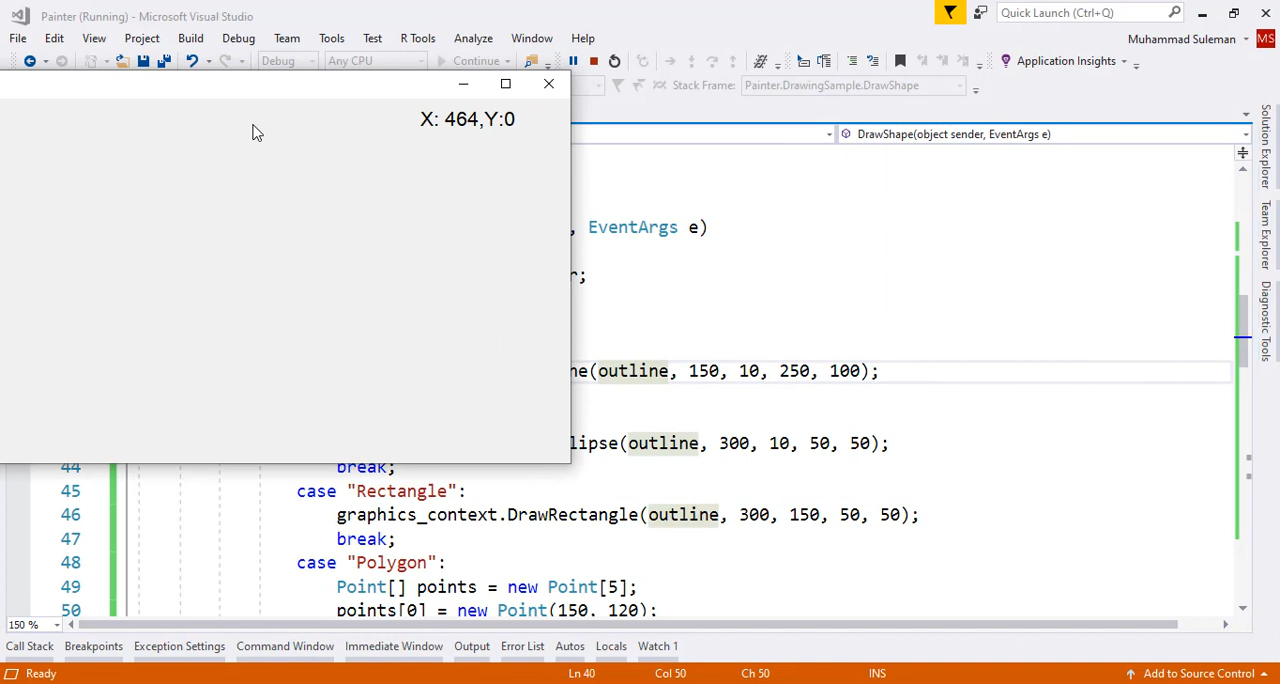 Painter (Running) - Microsoft Visual Studio
Quick Launch (Ctrl+Q)
File Edit View Project Build Debug Team Tools Test R Tools Analyze Window Help
Muhammad Suleman MS
Debug Any CPU Continue Application Insights
Stack Frame: Painter.DrawingSample.DrawShape
X: 464,Y:0
DrawShape(object sender, EventArgs e)
, EventArgs e)
r;
ne(outline, 150, 10, 250, 100);
lipse(outline, 300, 10, 50, 50);
44 break;
45 case "Rectangle":
46 graphics_context.DrawRectangle(outline, 300, 150, 50, 50);
47 break;
48 case "Polygon":
49 Point[] points = new Point[5];
50 points[0] = new Point(150, 120);
150 %
Call Stack Breakpoints Exception Settings Command Window Immediate Window Output Error List Autos Locals Watch 1
Ready Ln 40 Col 50 Ch 50 INS Add to Source Control
Solution Explorer
Team Explorer
Diagnostic Tools